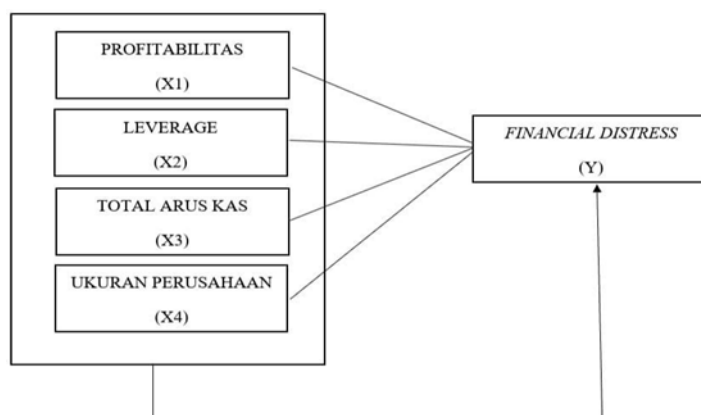 PROFITABILITAS
(X1)
LEVERAGE
(X2)
TOTAL ARUS KAS
(X3)
UKURAN PERUSAHAAN
(X4)
FINANCIAL DISTRESS
(Y)